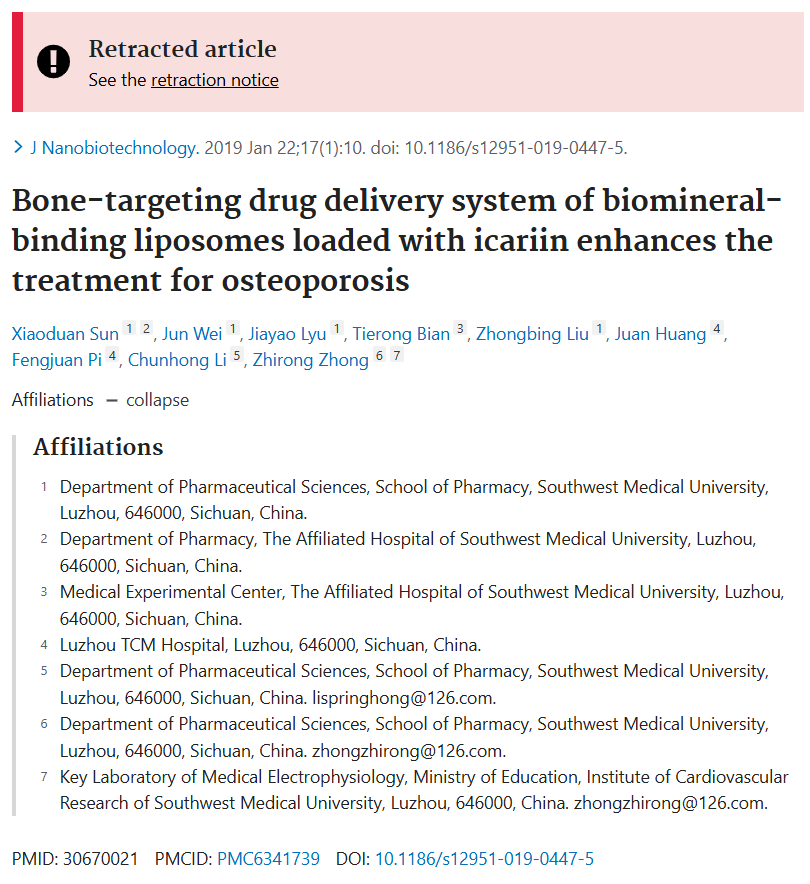 Retracted article
See the retraction notice
J Nanobiotechnology. 2019 Jan 22;17(1):10. doi: 10.1186/s12951-019-0447-5.
Bone-targeting drug delivery system of biomineral-
binding liposomes loaded with icariin enhances the
treatment for osteoporosis
Xiaoduan Sun 1 2, Jun Wei 1, Jiayao Lyu 1, Tierong Bian 3, Zhongbing Liu 1, Juan Huang 4,
Fengjuan Pi 4, Chunhong Li 5, Zhirong Zhong 6 7
Affiliations — collapse
Affiliations
1 Department of Pharmaceutical Sciences, School of Pharmacy, Southwest Medical University,
Luzhou, 646000, Sichuan, China.
2 Department of Pharmacy, The Affiliated Hospital of Southwest Medical University, Luzhou,
646000, Sichuan, China.
3 Medical Experimental Center, The Affiliated Hospital of Southwest Medical University, Luzhou,
646000, Sichuan, China.
4 Luzhou TCM Hospital, Luzhou, 646000, Sichuan, China.
5 Department of Pharmaceutical Sciences, School of Pharmacy, Southwest Medical University,
Luzhou, 646000, Sichuan, China. lispringhong@126.com.
6 Department of Pharmaceutical Sciences, School of Pharmacy, Southwest Medical University,
Luzhou, 646000, Sichuan, China. zhongzhirong@126.com.
7 Key Laboratory of Medical Electrophysiology, Ministry of Education, Institute of Cardiovascular
Research of Southwest Medical University, Luzhou, 646000, China. zhongzhirong@126.com.
PMID: 30670021 PMCID: PMC6341739 DOI: 10.1186/s12951-019-0447-5